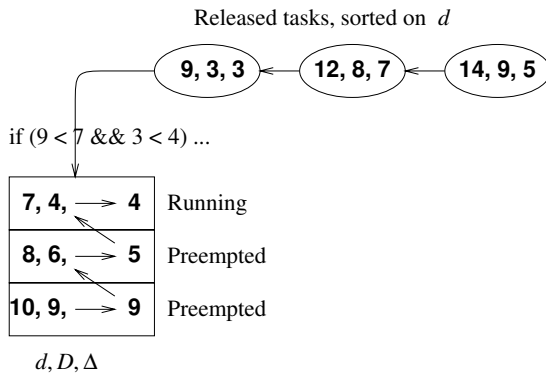 Released tasks, sorted on d
9, 3, 3
12, 8, 7
14, 9, 5
if (9 < 7 && 3 < 4) ...
7, 4, 4 Running
8, 6, 5 Preempted
10, 9, 9 Preempted
d, D, Δ